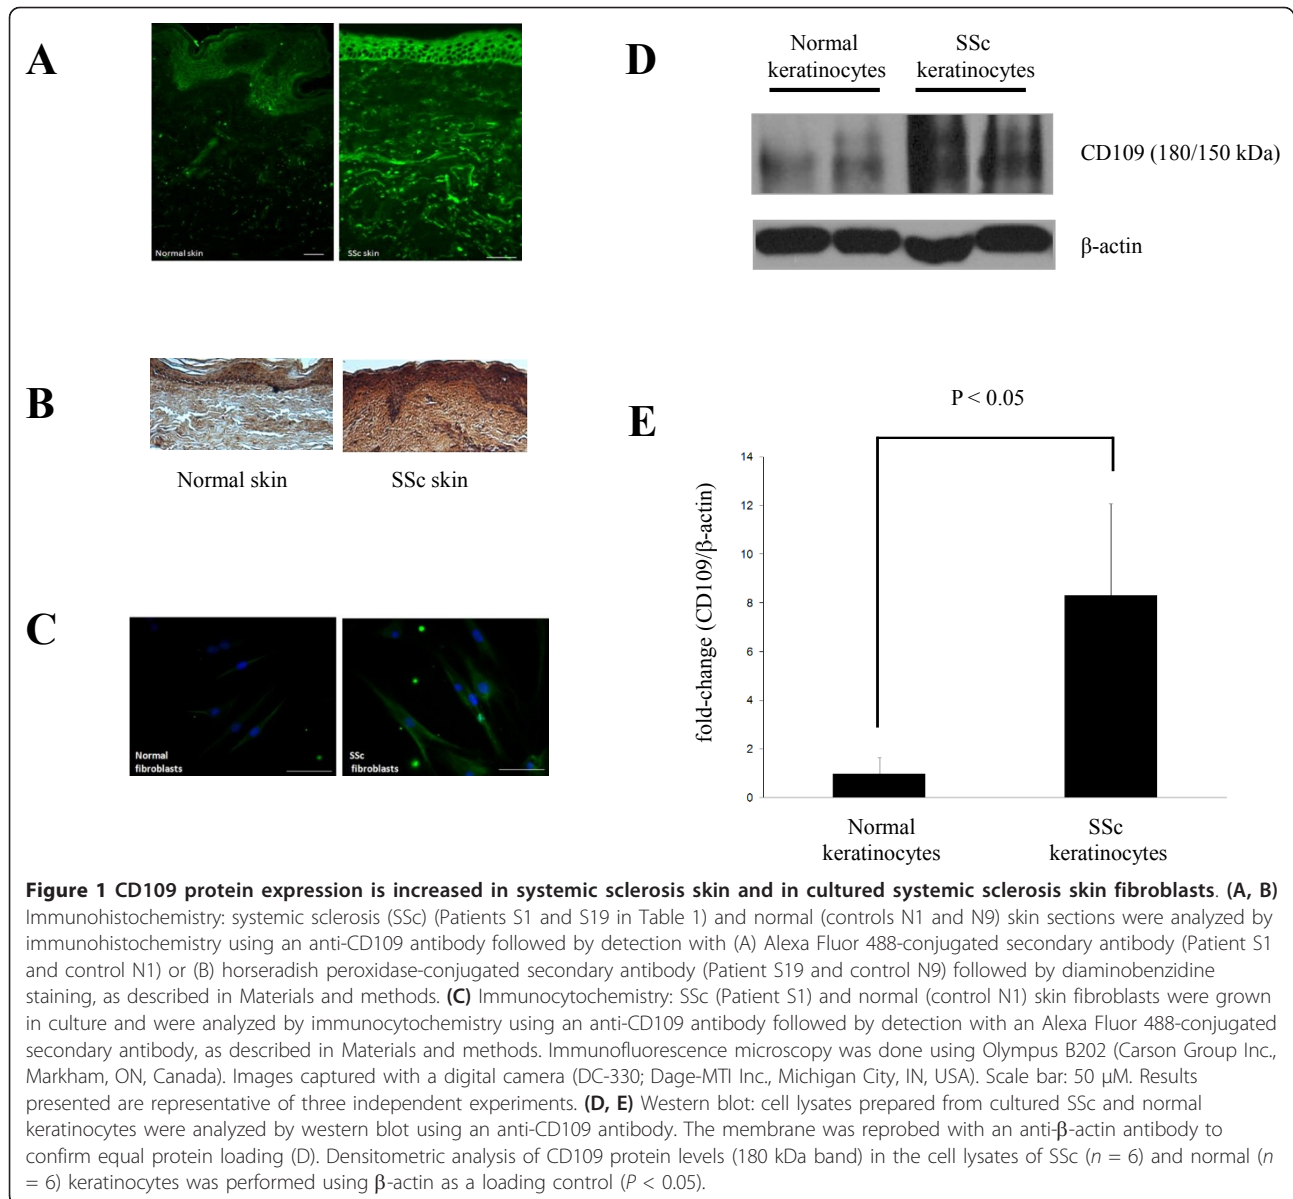 A
Normal skin
SSc skin
B
Normal skin
SSc skin
C
Normal
fibroblasts
SSc
fibroblasts
D
Normal
keratinocytes
SSc
keratinocytes
CD109 (180/150 kDa)
β-actin
E
P < 0.05
fold-change (CD109/β-actin)
14
12
10
8
6
4
2
0
Normal
keratinocytes
SSc
keratinocytes
Figure 1 CD109 protein expression is increased in systemic sclerosis skin and in cultured systemic sclerosis skin fibroblasts. (A, B)
Immunohistochemistry: systemic sclerosis (SSc) (Patients S1 and S19 in Table 1) and normal (controls N1 and N9) skin sections were analyzed by
immunohistochemistry using an anti-CD109 antibody followed by detection with (A) Alexa Fluor 488-conjugated secondary antibody (Patient S1
and control N1) or (B) horseradish peroxidase-conjugated secondary antibody (Patient S19 and control N9) followed by diaminobenzidine
staining, as described in Materials and methods. (C) Immunocytochemistry: SSc (Patient S1) and normal (control N1) skin fibroblasts were grown
in culture and were analyzed by immunocytochemistry using an anti-CD109 antibody followed by detection with an Alexa Fluor 488-conjugated
secondary antibody, as described in Materials and methods. Immunofluorescence microscopy was done using Olympus B202 (Carson Group Inc.,
Markham, ON, Canada). Images captured with a digital camera (DC-330; Dage-MTI Inc., Michigan City, IN, USA). Scale bar: 50 μM. Results
presented are representative of three independent experiments. (D, E) Western blot: cell lysates prepared from cultured SSc and normal
keratinocytes were analyzed by western blot using an anti-CD109 antibody. The membrane was reprobed with an anti-β-actin antibody to
confirm equal protein loading (D). Densitometric analysis of CD109 protein levels (180 kDa band) in the cell lysates of SSc (n = 6) and normal (n
= 6) keratinocytes was performed using β-actin as a loading control (P < 0.05).